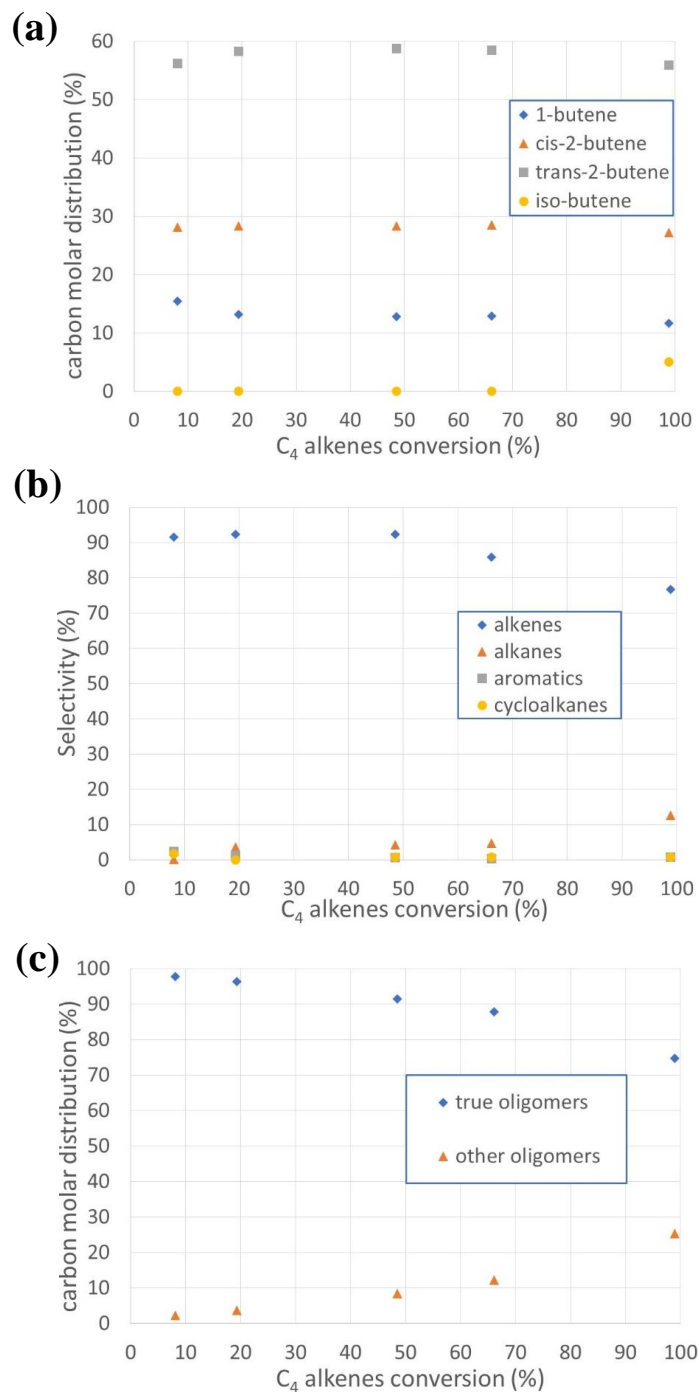 (a)
carbon molar distribution (%)
60
50
40
30
20
10
0
1-butene
cis-2-butene
trans-2-butene
iso-butene
0 10 20 30 40 50 60 70 80 90 100
C₄ alkenes conversion (%)
(b)
Selectivity (%)
100
90
80
70
60
50
40
30
20
10
0
alkenes
alkanes
aromatics
cycloalkanes
0 10 20 30 40 50 60 70 80 90 100
C₄ alkenes conversion (%)
(c)
carbon molar distribution (%)
100
90
80
70
60
50
40
30
20
10
0
true oligomers
other oligomers
0 10 20 30 40 50 60 70 80 90 100
C₄ alkenes conversion (%)